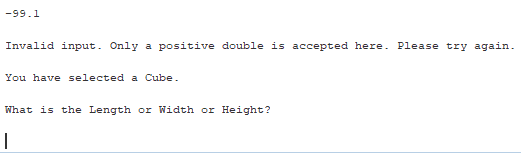 -99.1
Invalid input. Only a positive double is accepted here. Please try again.
You have selected a Cube.
What is the Length or Width or Height?